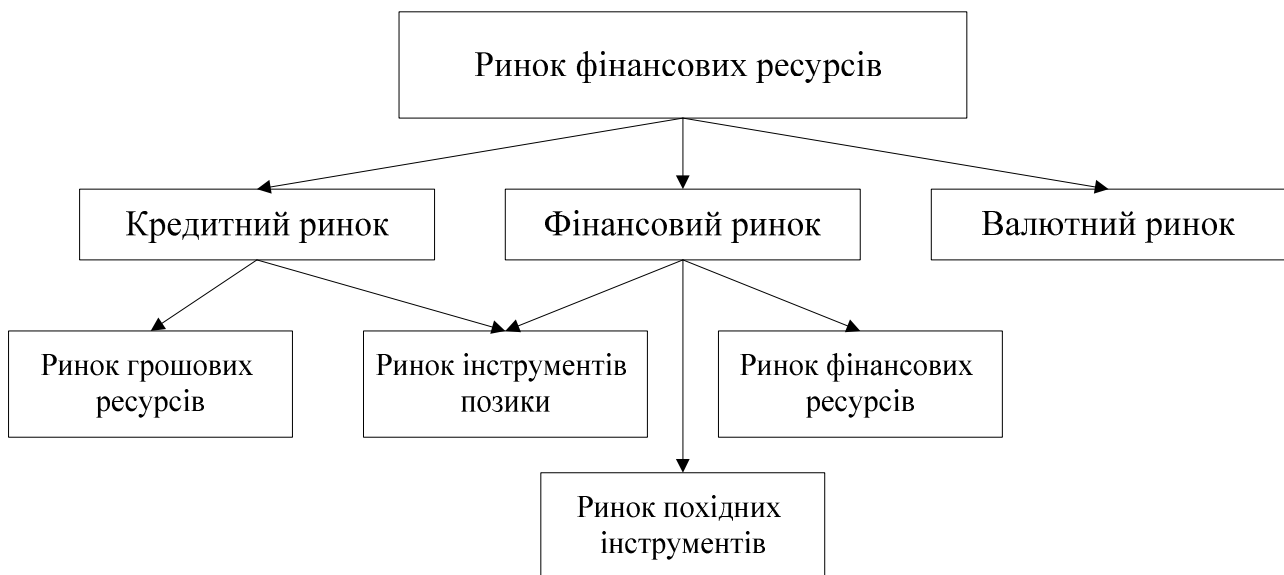 Ринок фінансових ресурсів
Кредитний ринок
Фінансовий ринок
Валютний ринок
Ринок грошових
ресурсів
Ринок інструментів
позики
Ринок фінансових
ресурсів
Ринок похідних
інструментів